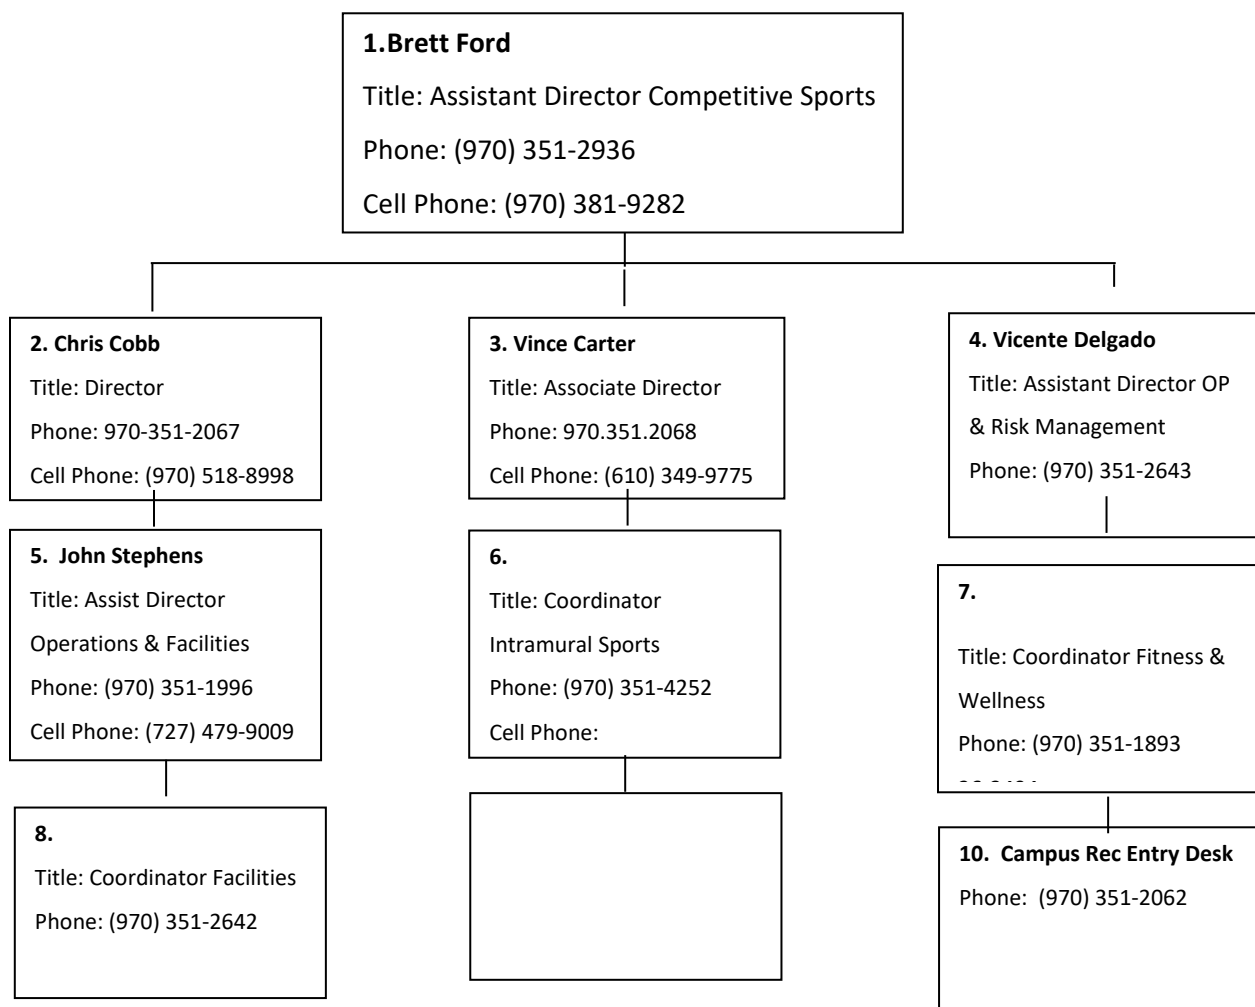 1.Brett Ford
Title: Assistant Director Competitive Sports
Phone: (970) 351-2936
Cell Phone: (970) 381-9282
2. Chris Cobb
Title: Director
Phone: 970-351-2067
Cell Phone: (970) 518-8998
3. Vince Carter
Title: Associate Director
Phone: 970.351.2068
Cell Phone: (610) 349-9775
4. Vicente Delgado
Title: Assistant Director OP
& Risk Management
Phone: (970) 351-2643
5. John Stephens
Title: Assist Director
Operations & Facilities
Phone: (970) 351-1996
Cell Phone: (727) 479-9009
6.
Title: Coordinator
Intramural Sports
Phone: (970) 351-4252
Cell Phone:
7.
Title: Coordinator Fitness &
Wellness
Phone: (970) 351-1893
8.
Title: Coordinator Facilities
Phone: (970) 351-2642
10. Campus Rec Entry Desk
Phone: (970) 351-2062